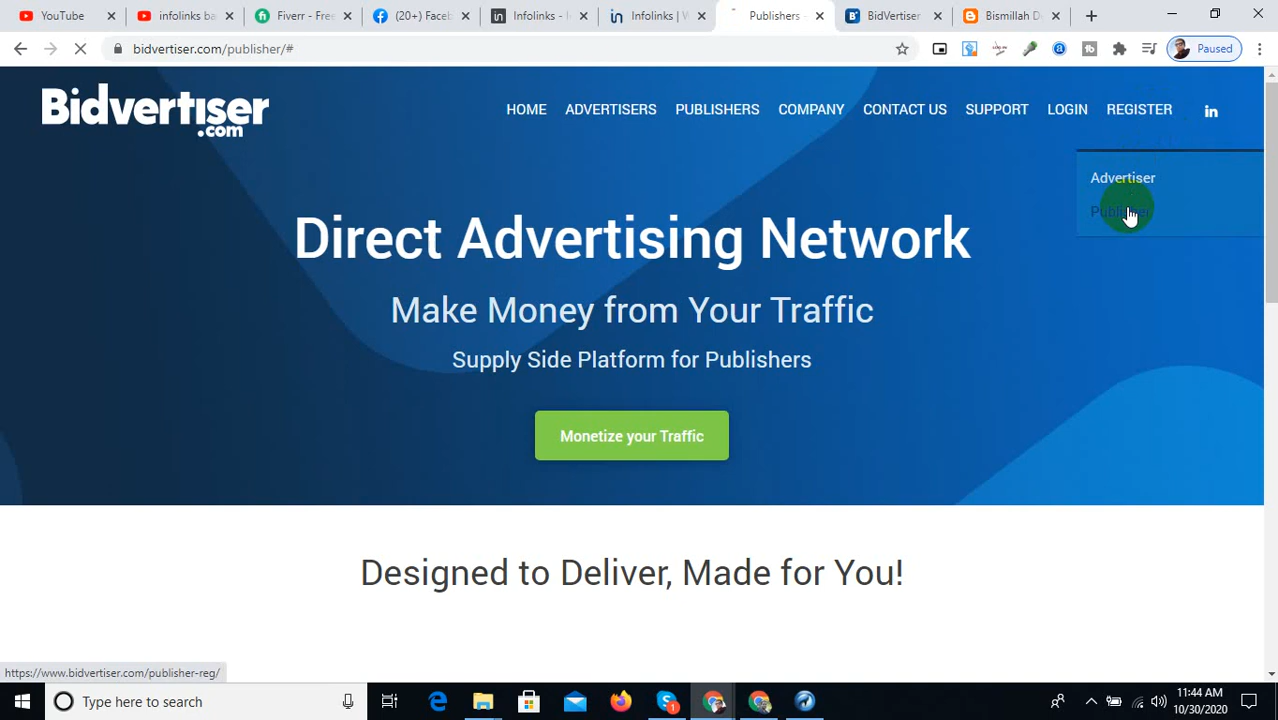 YouTube
infolinks ba
Fiverr - Free
(20+) Faceb
Infolinks - I
Infolinks | W
Publishers -
BidVertiser
Bismillah De
bidvertiser.com/publisher/#
Paused
Bidvertiser
.com
HOME ADVERTISERS PUBLISHERS COMPANY CONTACT US SUPPORT LOGIN REGISTER in
Advertiser
Publisher
Direct Advertising Network
Make Money from Your Traffic
Supply Side Platform for Publishers
Monetize your Traffic
Designed to Deliver, Made for You!
https://www.bidvertiser.com/publisher-reg/
Type here to search
11:44 AM
10/30/2020